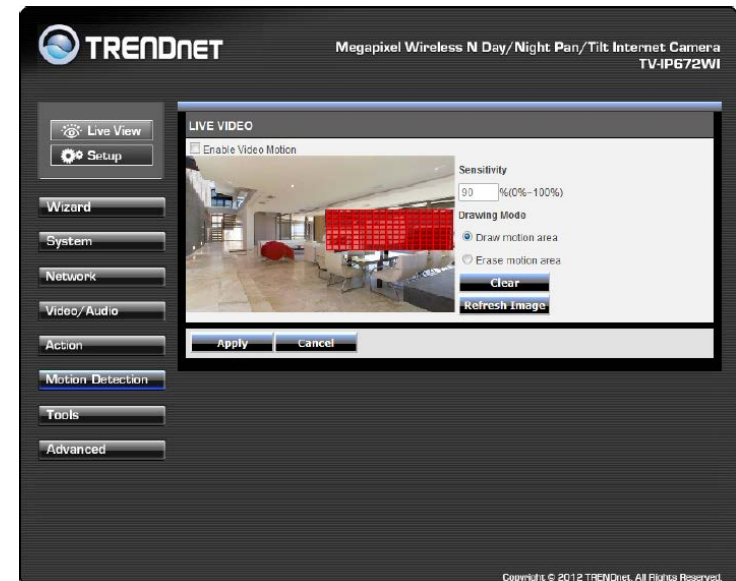 TRENDNET
Megapixel Wireless N Day/Night Pan/Tilt Internet Camera
TV-IP672WI
Live View
Setup
Wizard
System
Network
Video/Audio
Action
Motion Detection
Tools
Advanced
LIVE VIDEO
Enable Video Motion
Sensitivity
90 %(0%~100%)
Drawing Mode
Draw motion area
Erase motion area
Clear
Refresh Image
Apply Cancel
Copyright © 2012 TRENDnet. All Rights Reserved.